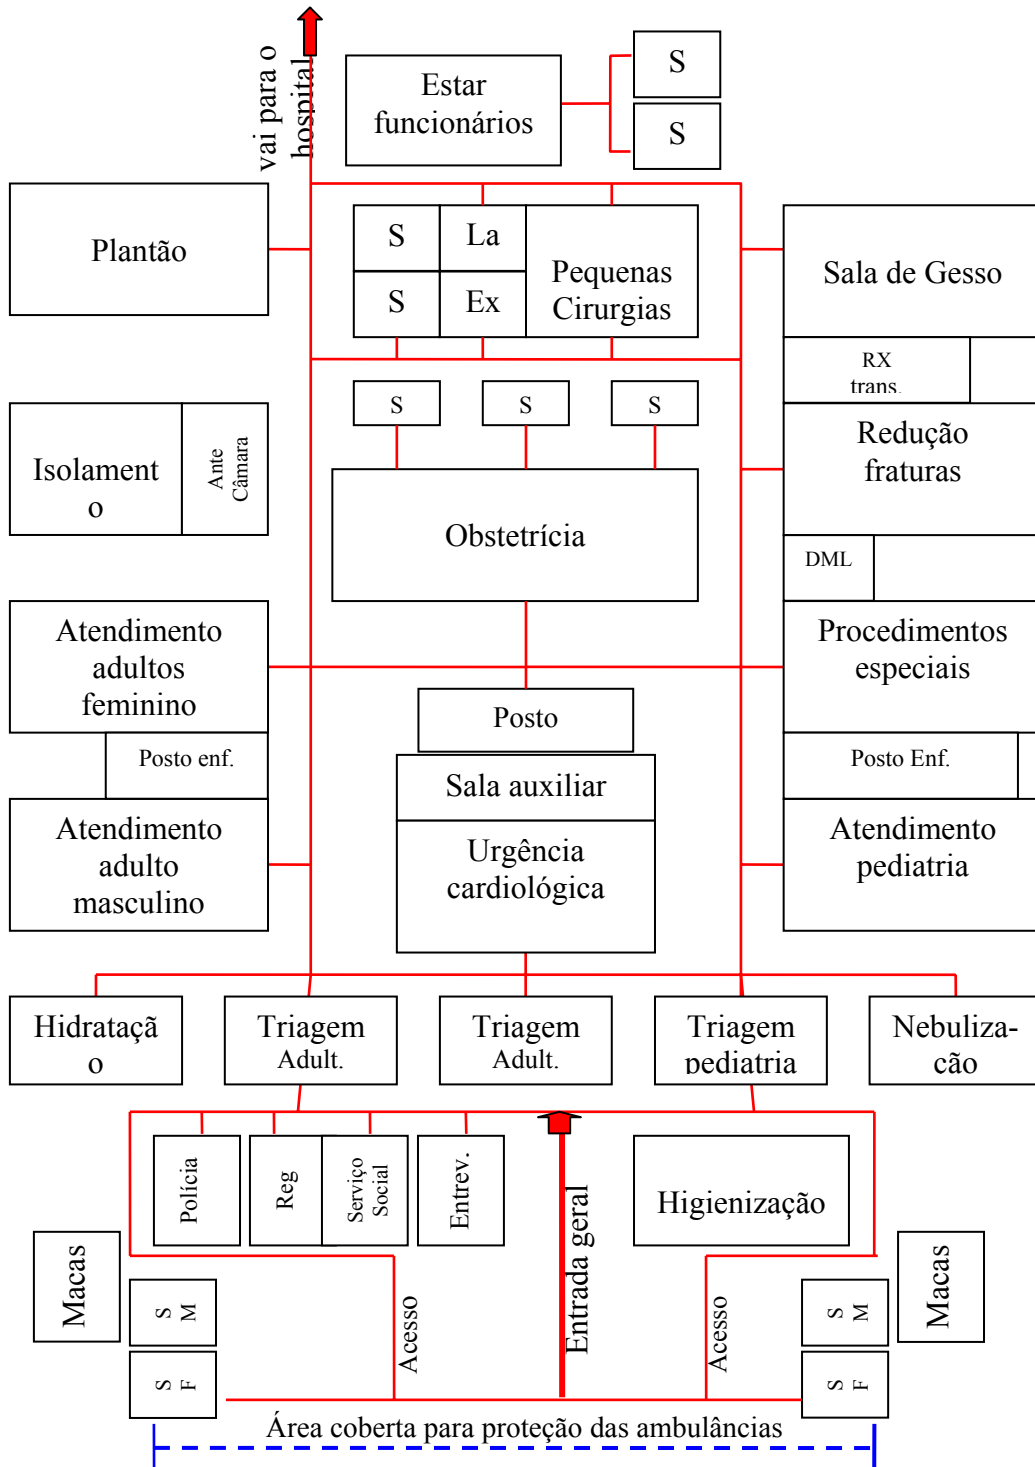 vai para o
hospital
Estar
funcionários
S
S
Plantão
S
La
S
Ex
Pequenas
Cirurgias
Sala de Gesso
RX
trans.
Isolament
o
Ante
Câmara
S
S
S
Redução
fraturas
Obstetrícia
DML
Atendimento
adultos
feminino
Procedimentos
especiais
Posto
Posto enf.
Sala auxiliar
Posto Enf.
Atendimento
adulto
masculino
Urgência
cardiológica
Atendimento
pediatria
Hidrataçã
o
Triagem
Adult.
Triagem
Adult.
Triagem
pediatria
Nebuliza-
cão
Polícia
Reg
Serviço
Social
Entrev.
Entrada geral
Higienização
Macas
S
M
S
F
Acesso
Acesso
S
M
S
F
Macas
Área coberta para proteção das ambulâncias